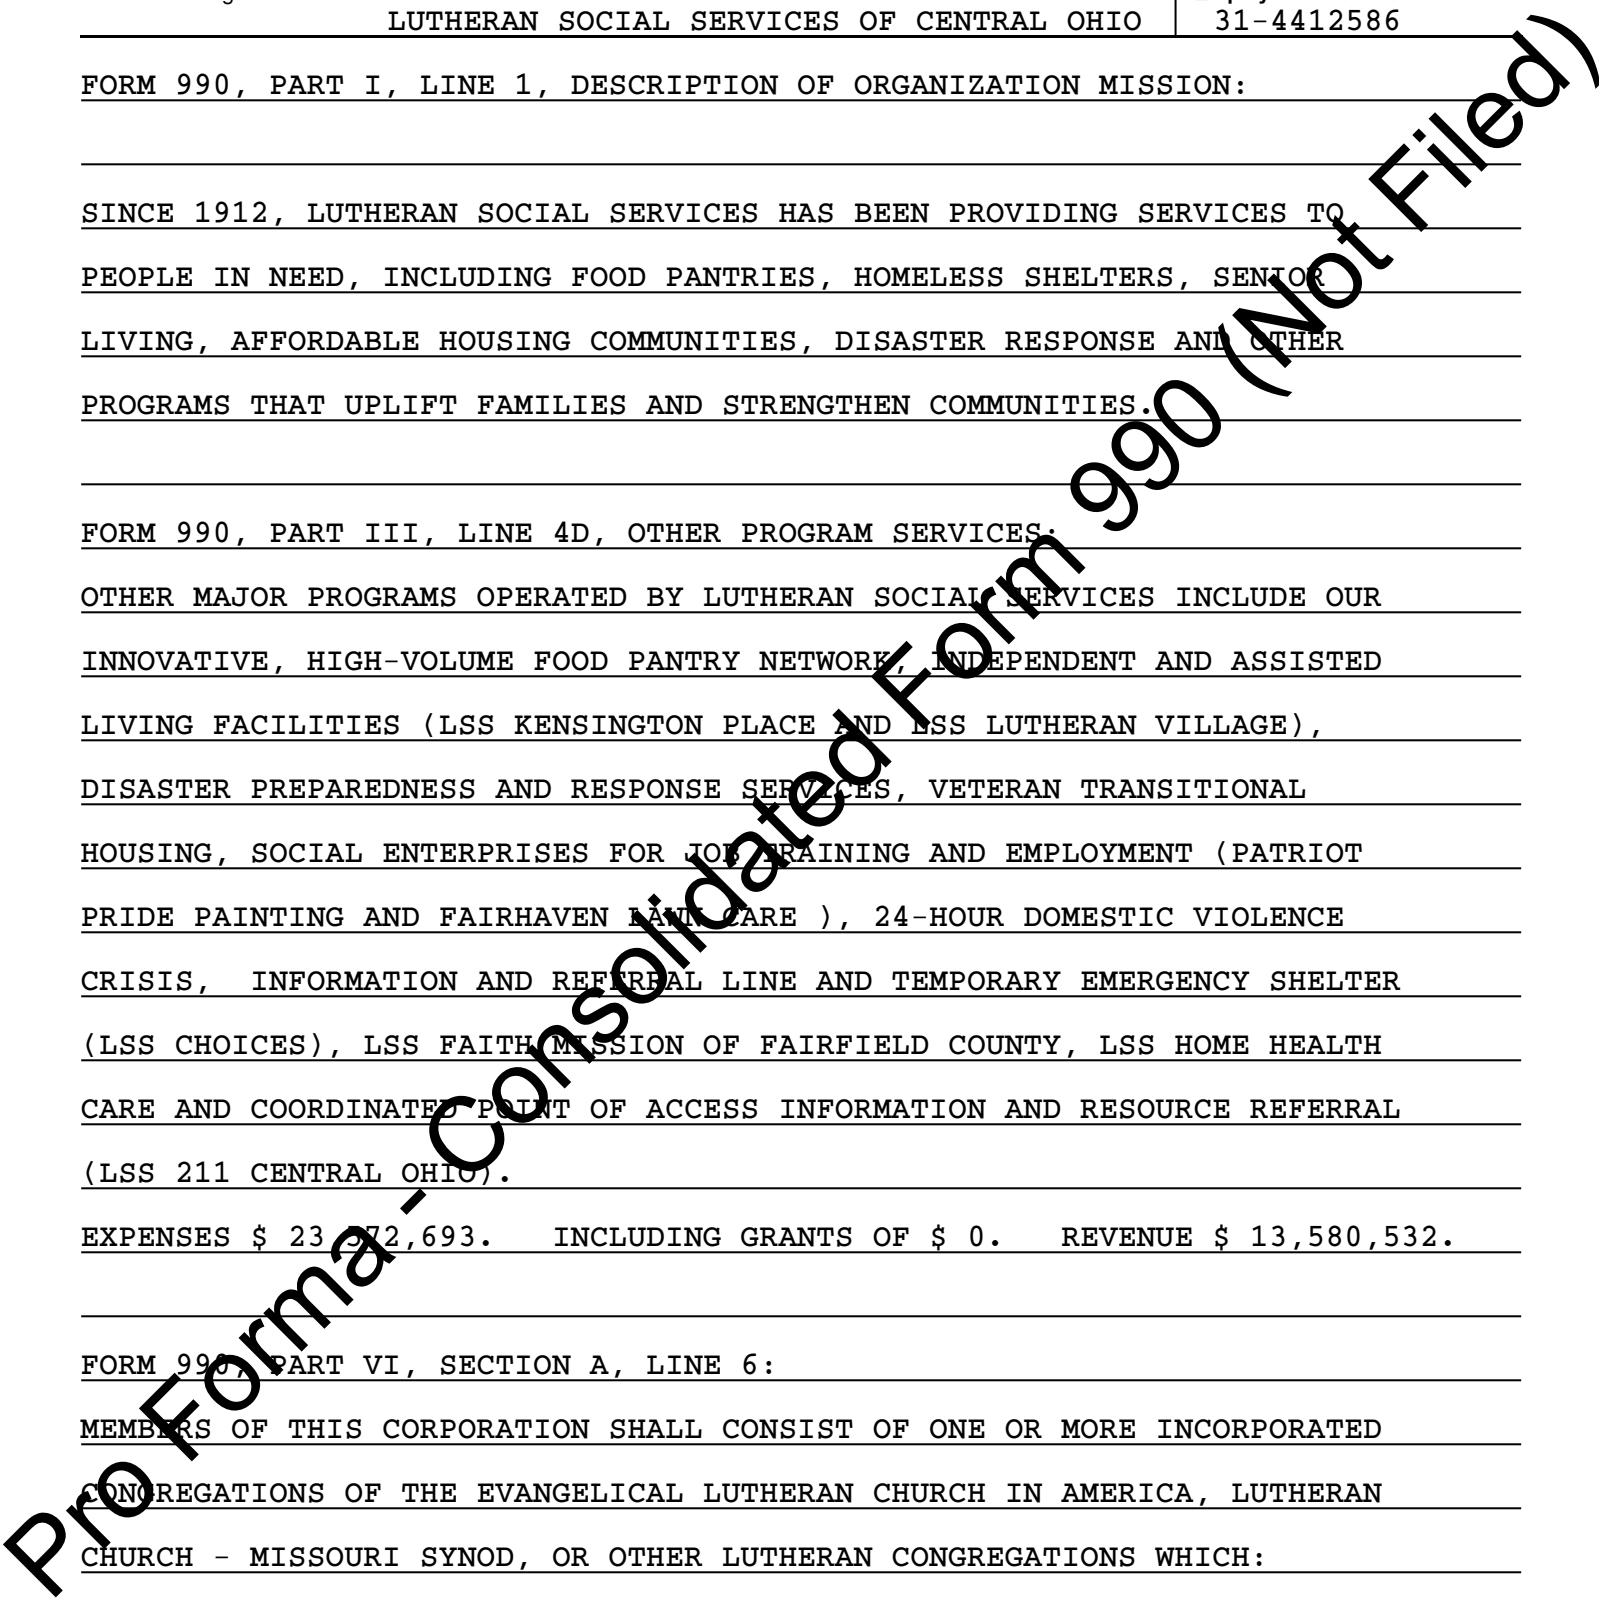 LUTHERAN SOCIAL SERVICES OF CENTRAL OHIO 31-4412586
FORM 990, PART I, LINE 1, DESCRIPTION OF ORGANIZATION MISSION:
SINCE 1912, LUTHERAN SOCIAL SERVICES HAS BEEN PROVIDING SERVICES TO
PEOPLE IN NEED, INCLUDING FOOD PANTRIES, HOMELESS SHELTERS, SENIOR
LIVING, AFFORDABLE HOUSING COMMUNITIES, DISASTER RESPONSE AND OTHER
PROGRAMS THAT UPLIFT FAMILIES AND STRENGTHEN COMMUNITIES.
FORM 990, PART III, LINE 4D, OTHER PROGRAM SERVICES:
OTHER MAJOR PROGRAMS OPERATED BY LUTHERAN SOCIAL SERVICES INCLUDE OUR
INNOVATIVE, HIGH-VOLUME FOOD PANTRY NETWORK, INDEPENDENT AND ASSISTED
LIVING FACILITIES (LSS KENSINGTON PLACE AND LSS LUTHERAN VILLAGE),
DISASTER PREPAREDNESS AND RESPONSE SERVICES, VETERAN TRANSITIONAL
HOUSING, SOCIAL ENTERPRISES FOR JOB TRAINING AND EMPLOYMENT (PATRIOT
PRIDE PAINTING AND FAIRHAVEN LAWN CARE ), 24-HOUR DOMESTIC VIOLENCE
CRISIS,  INFORMATION AND REFERRAL LINE AND TEMPORARY EMERGENCY SHELTER
(LSS CHOICES), LSS FAITH MISSION OF FAIRFIELD COUNTY, LSS HOME HEALTH
CARE AND COORDINATED POINT OF ACCESS INFORMATION AND RESOURCE REFERRAL
(LSS 211 CENTRAL OHIO).
EXPENSES $ 23,572,693.   INCLUDING GRANTS OF $ 0.   REVENUE $ 13,580,532.
FORM 990, PART VI, SECTION A, LINE 6:
MEMBERS OF THIS CORPORATION SHALL CONSIST OF ONE OR MORE INCORPORATED
CONGREGATIONS OF THE EVANGELICAL LUTHERAN CHURCH IN AMERICA, LUTHERAN
CHURCH - MISSOURI SYNOD, OR OTHER LUTHERAN CONGREGATIONS WHICH:
Pro Forma - Consolidated Form 990 (Not Filed)